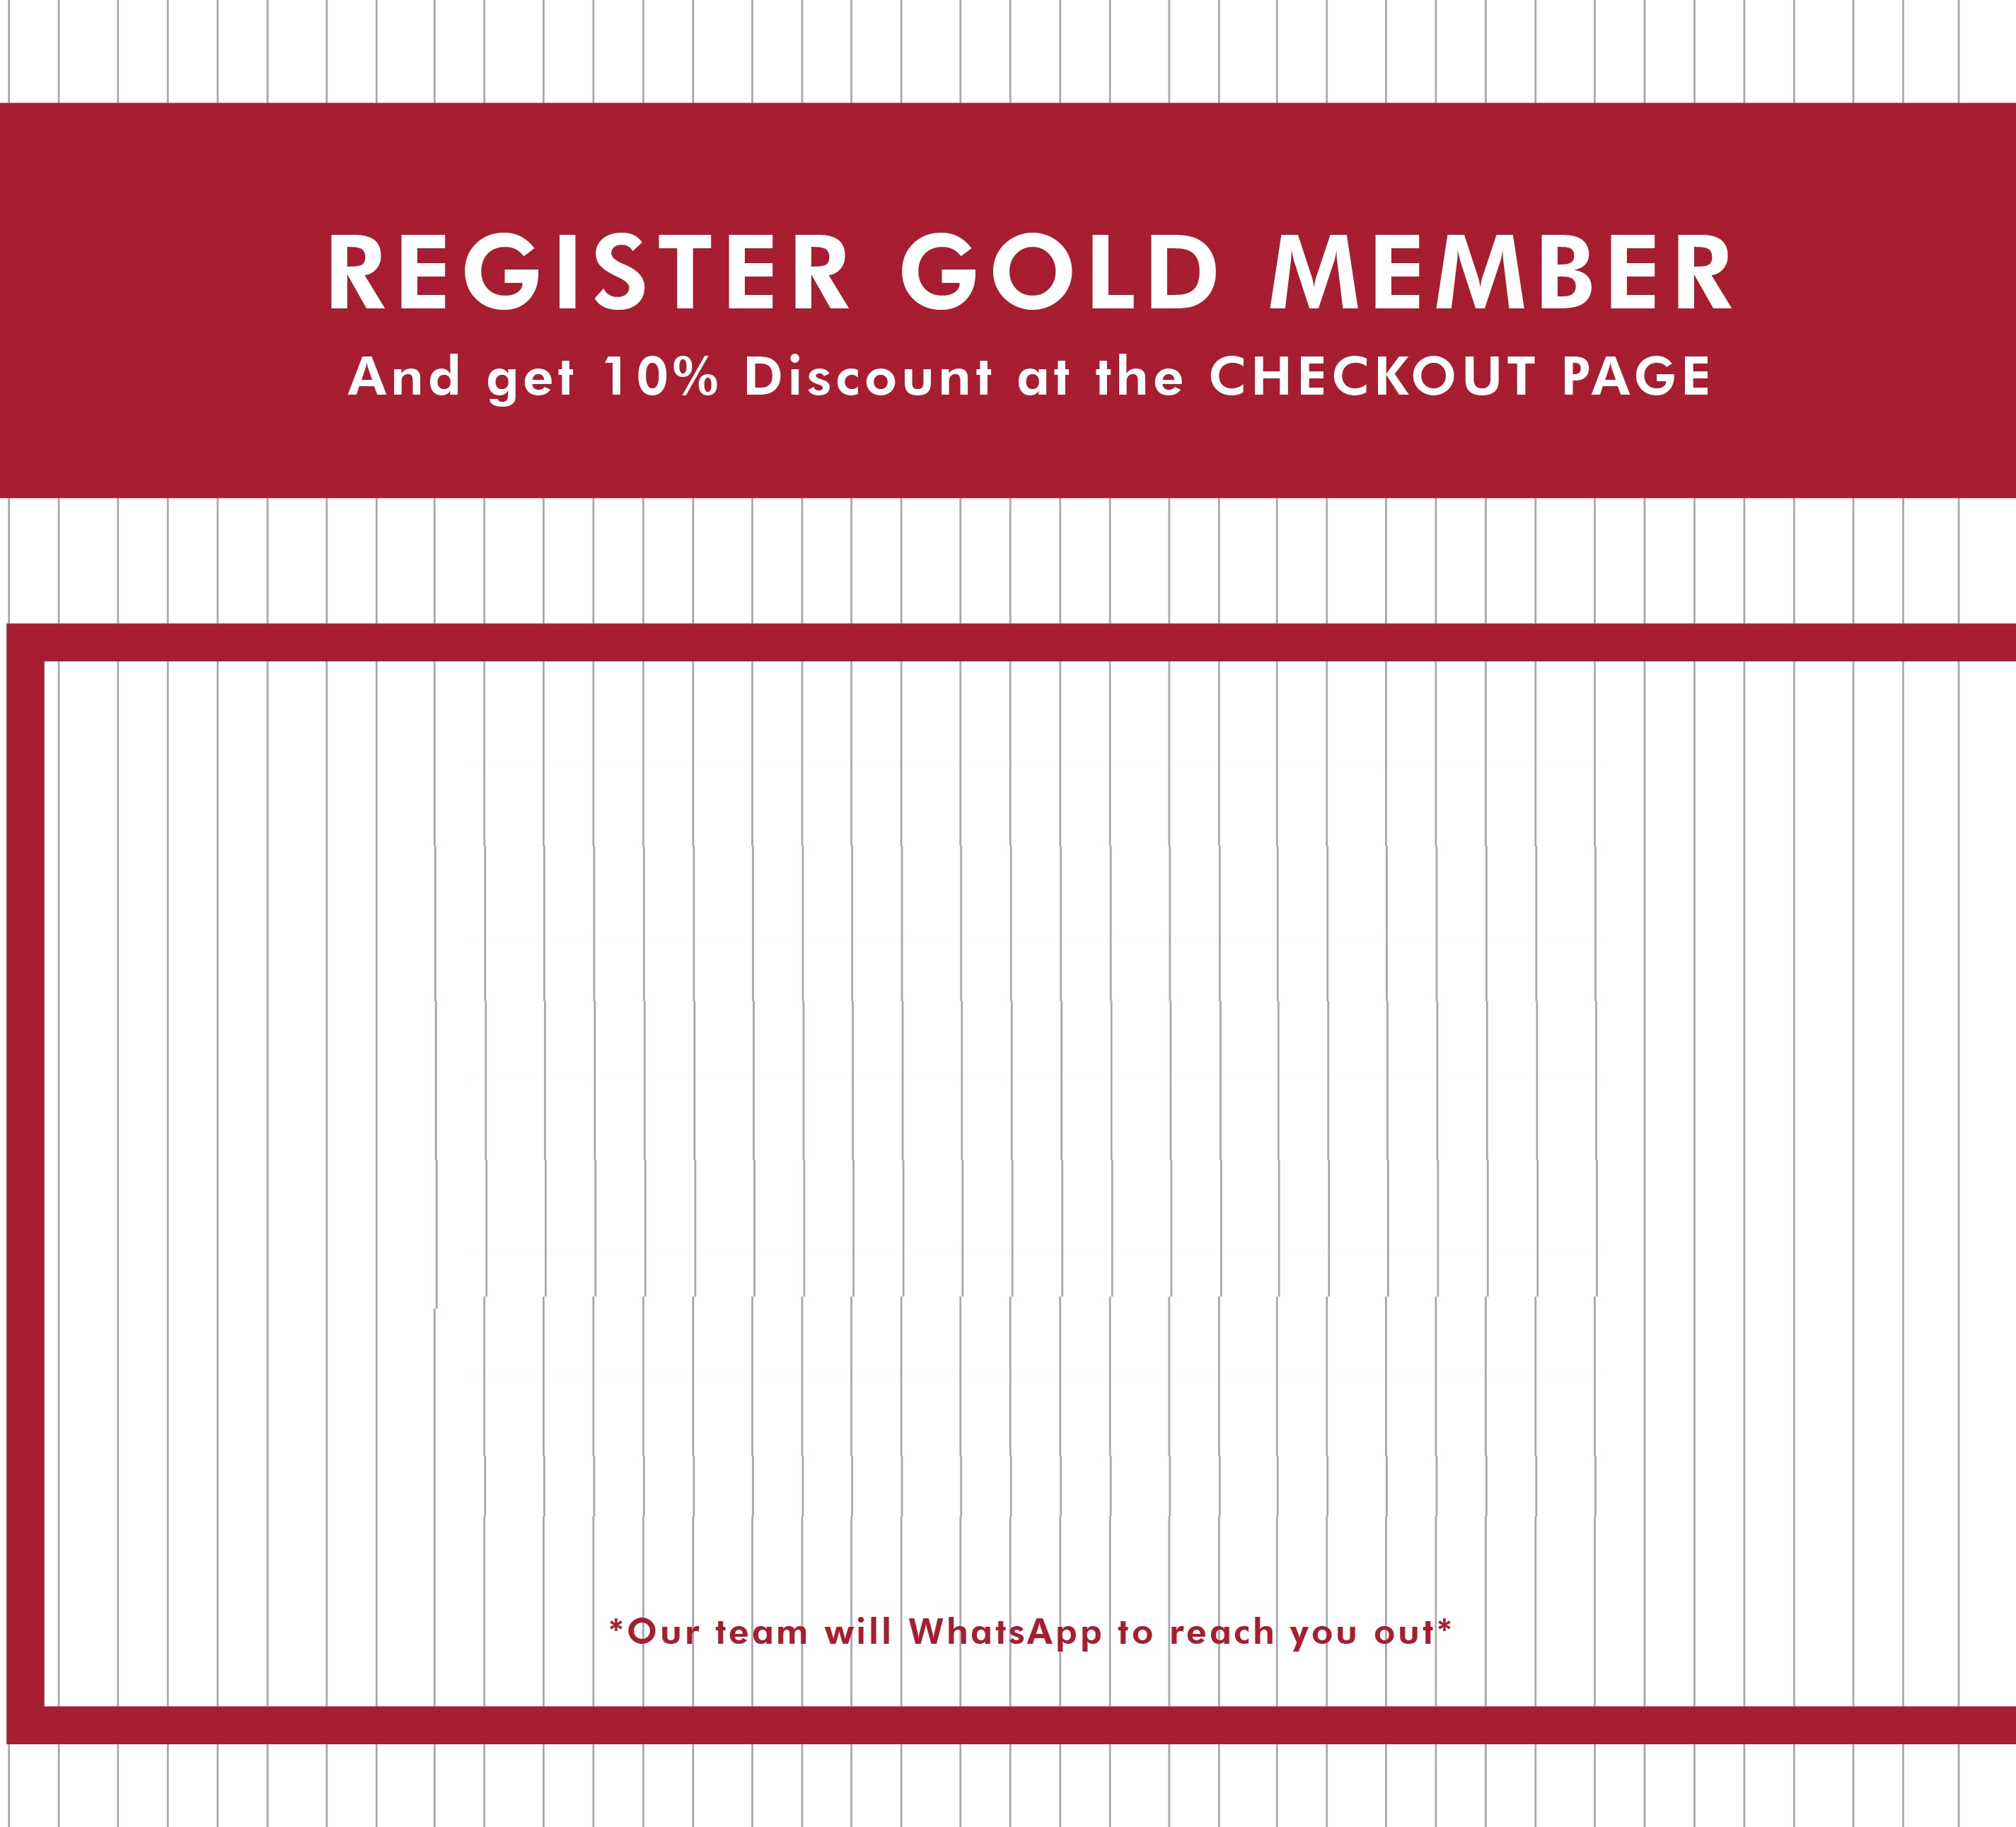 REGISTER GOLD MEMBER
And get 10% Discount at the CHECKOUT PAGE
*Our team will WhatsApp to reach you out*